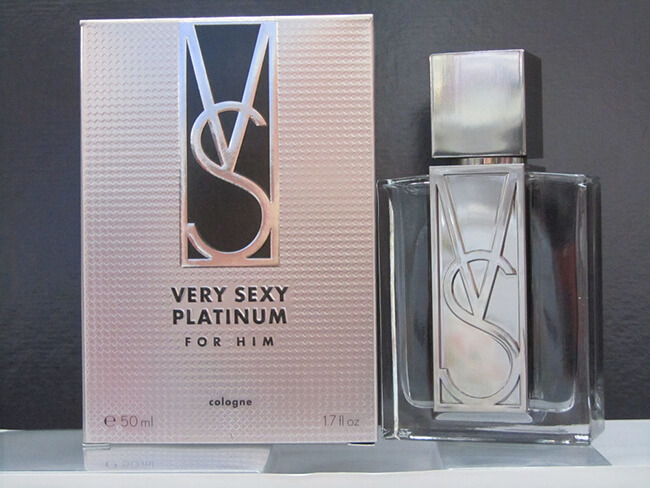 VS
VERY SEXY
PLATINUM
FOR HIM
cologne
℮ 50 ml 1.7 fl oz
VS